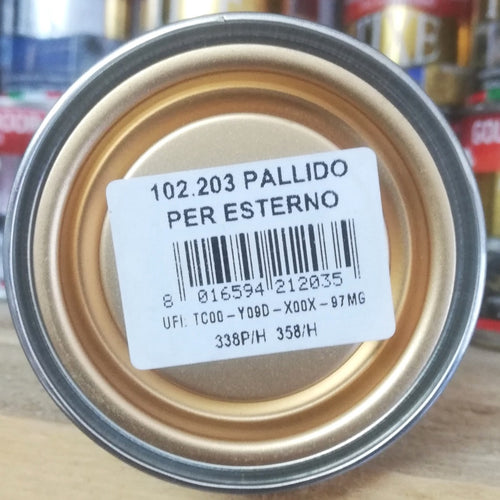 102.203 PALLIDO
PER ESTERNO
8 016594 212035
UFI: TC00-Y09D-X00X-97MG
338P/H 358/H